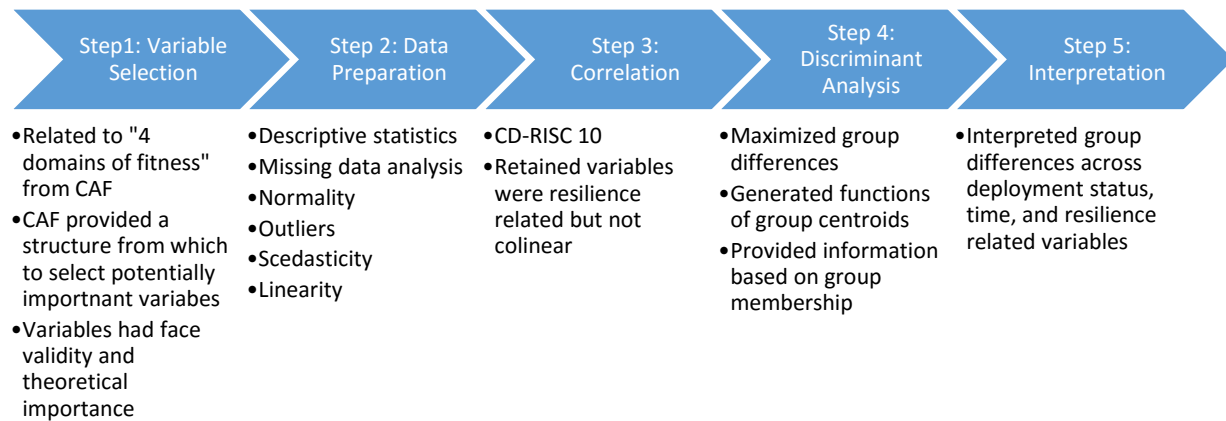 Step1: Variable
Selection
Step 2: Data
Preparation
Step 3:
Correlation
Step 4:
Discriminant
Analysis
Step 5:
Interpretation
•Related to "4
domains of fitness"
from CAF
•CAF provided a
structure from which
to select potentially
importnant variabes
•Variables had face
validity and
theoretical
importance
•Descriptive statistics
•Missing data analysis
•Normality
•Outliers
•Scedasticity
•Linearity
•CD-RISC 10
•Retained variables
were resilience
related but not
colinear
•Maximized group
differences
•Generated functions
of group centroids
•Provided information
based on group
membership
•Interpreted group
differences across
deployment status,
time, and resilience
related variables